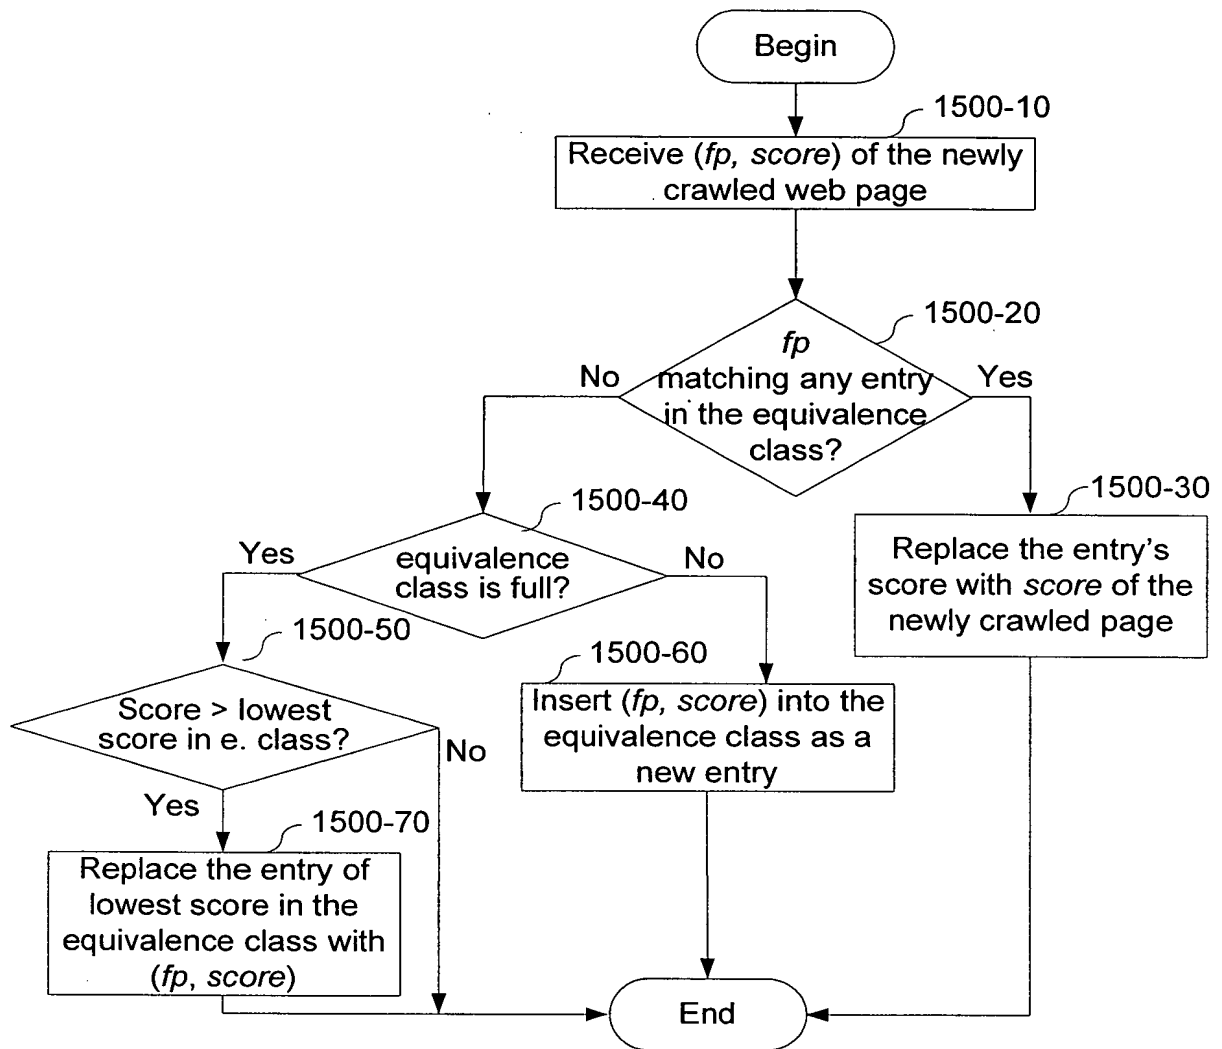 Begin
1500-10
Receive (fp, score) of the newly
crawled web page
1500-20
fp
matching any entry
in the equivalence
class?
No
Yes
1500-40
equivalence
class is full?
Yes
No
1500-30
Replace the entry's
score with score of the
newly crawled page
1500-50
Score > lowest
score in e. class?
No
Yes
1500-60
Insert (fp, score) into the
equivalence class as a
new entry
1500-70
Replace the entry of
lowest score in the
equivalence class with
(fp, score)
End